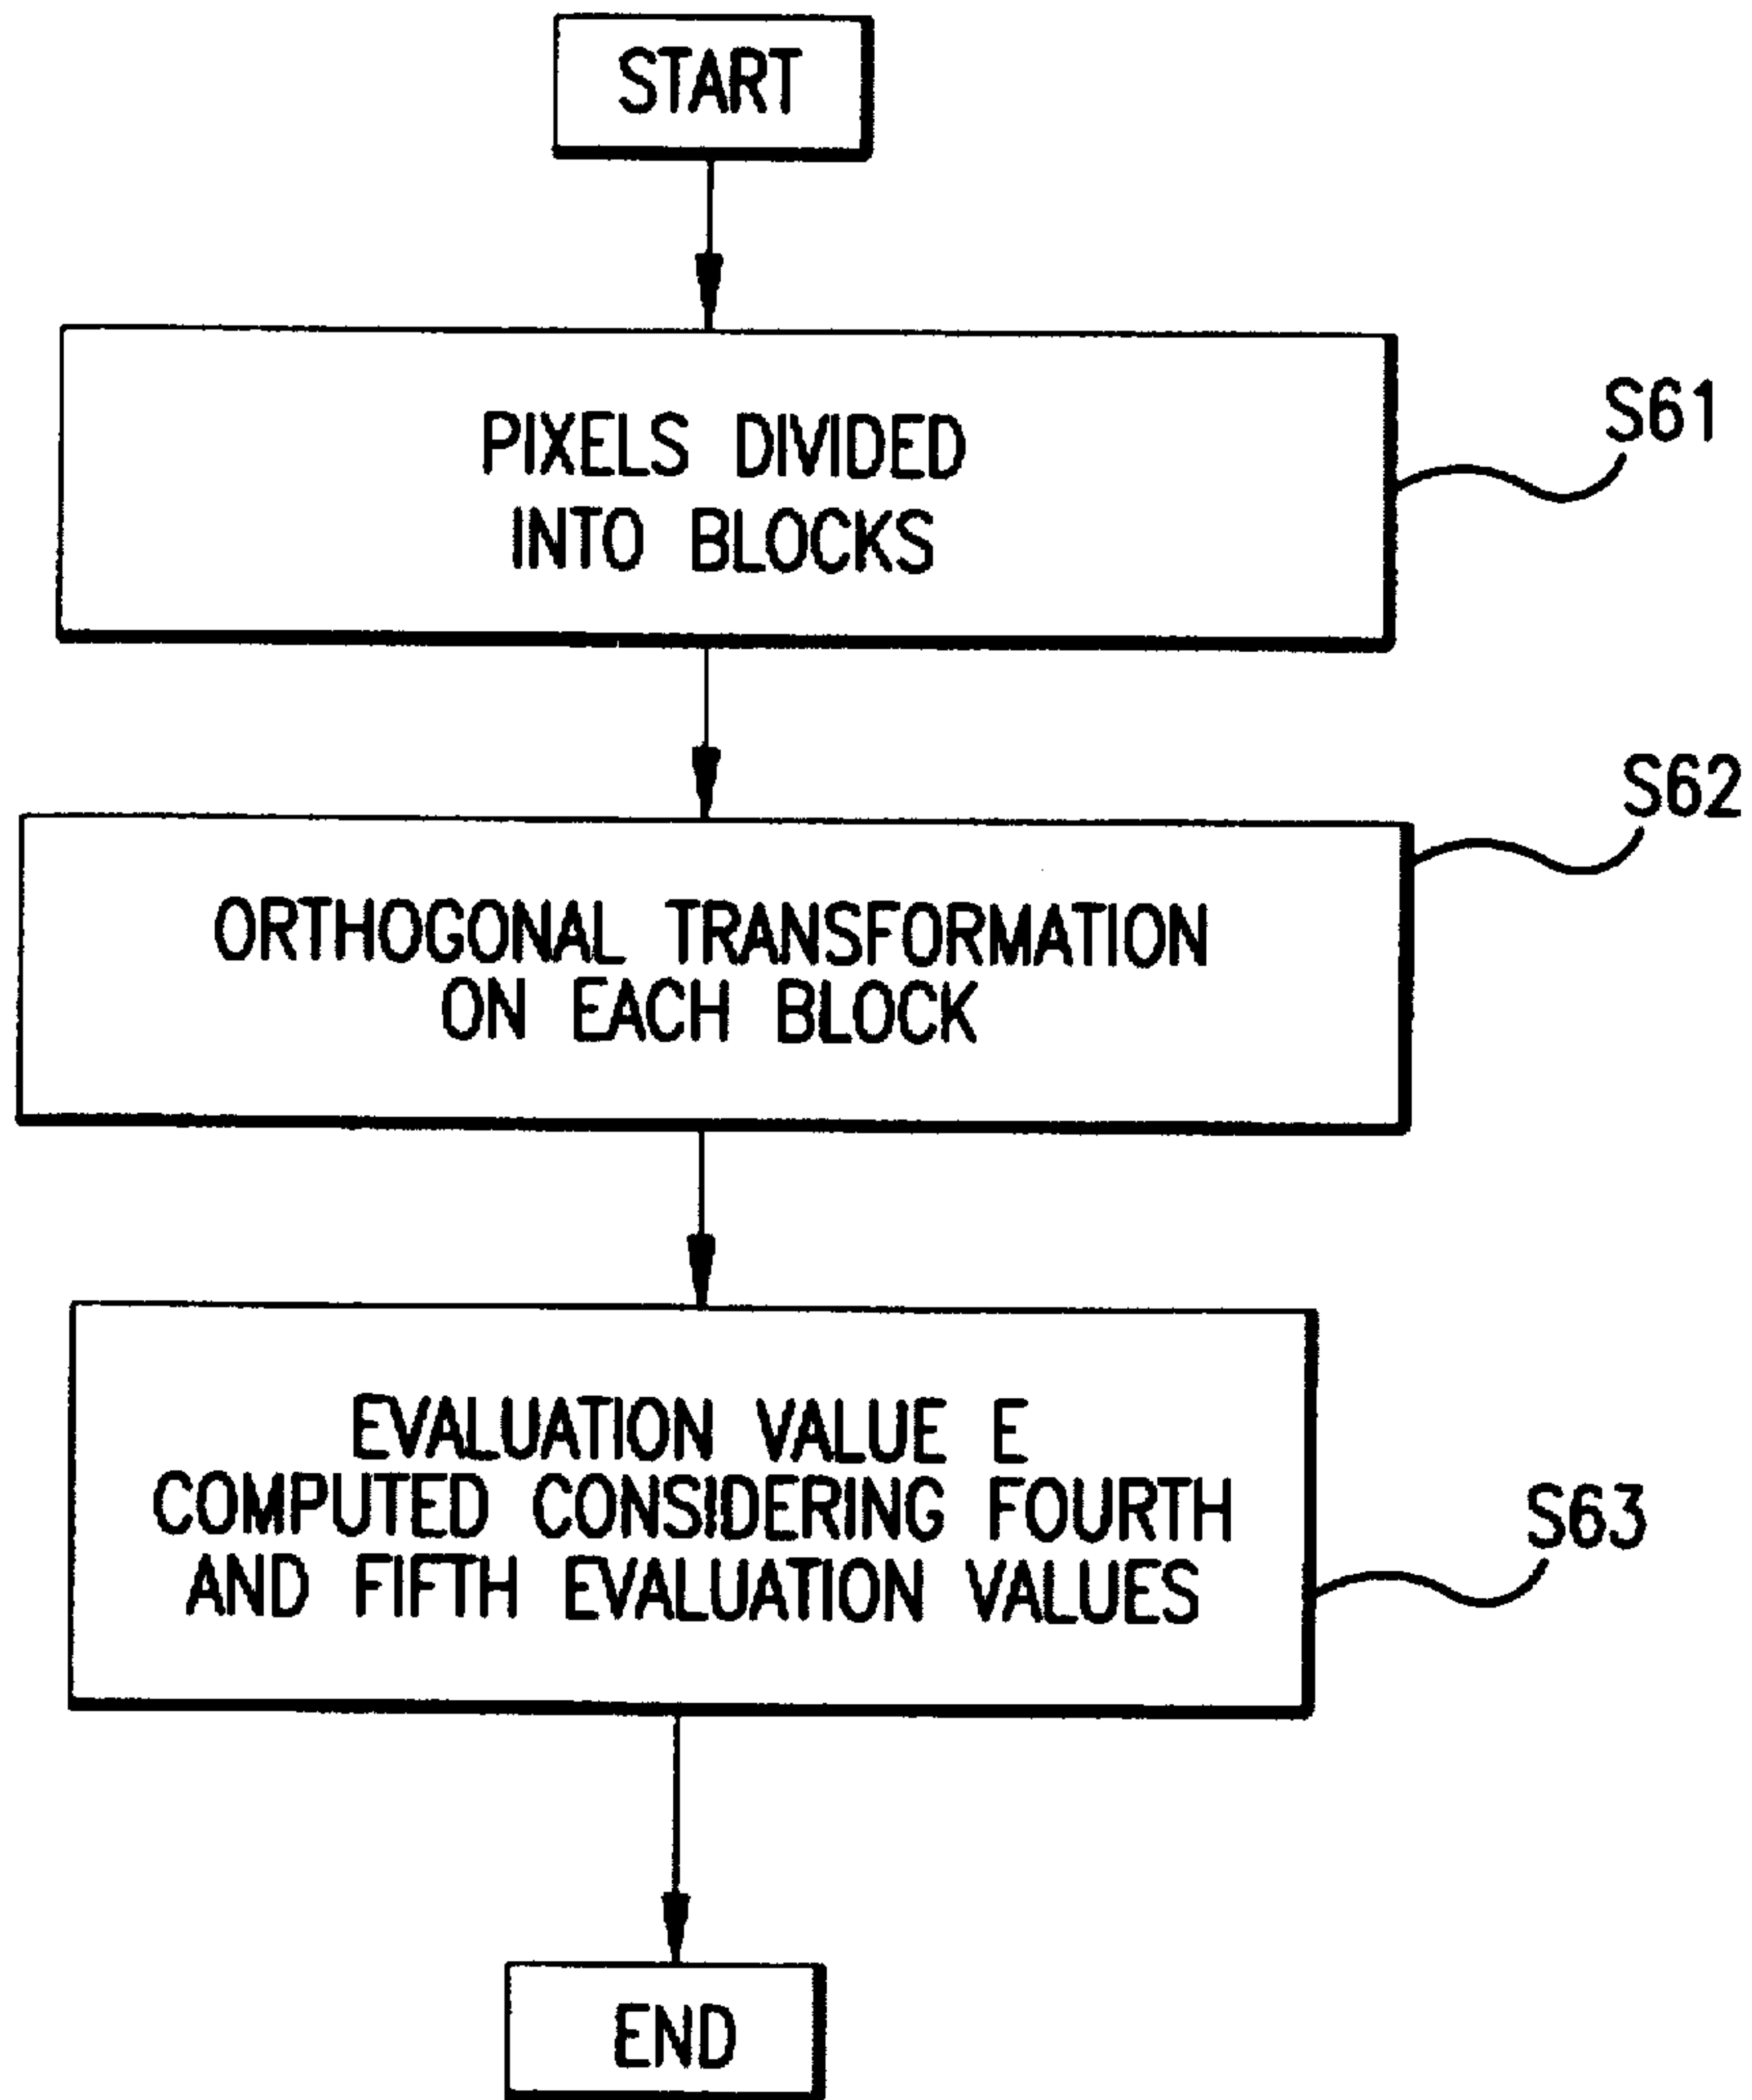 START
PIXELS DIVIDED
INTO BLOCKS
S61
ORTHOGONAL TRANSFORMATION
ON EACH BLOCK
S62
EVALUATION VALUE E
COMPUTED CONSIDERING FOURTH
AND FIFTH EVALUATION VALUES
S63
END